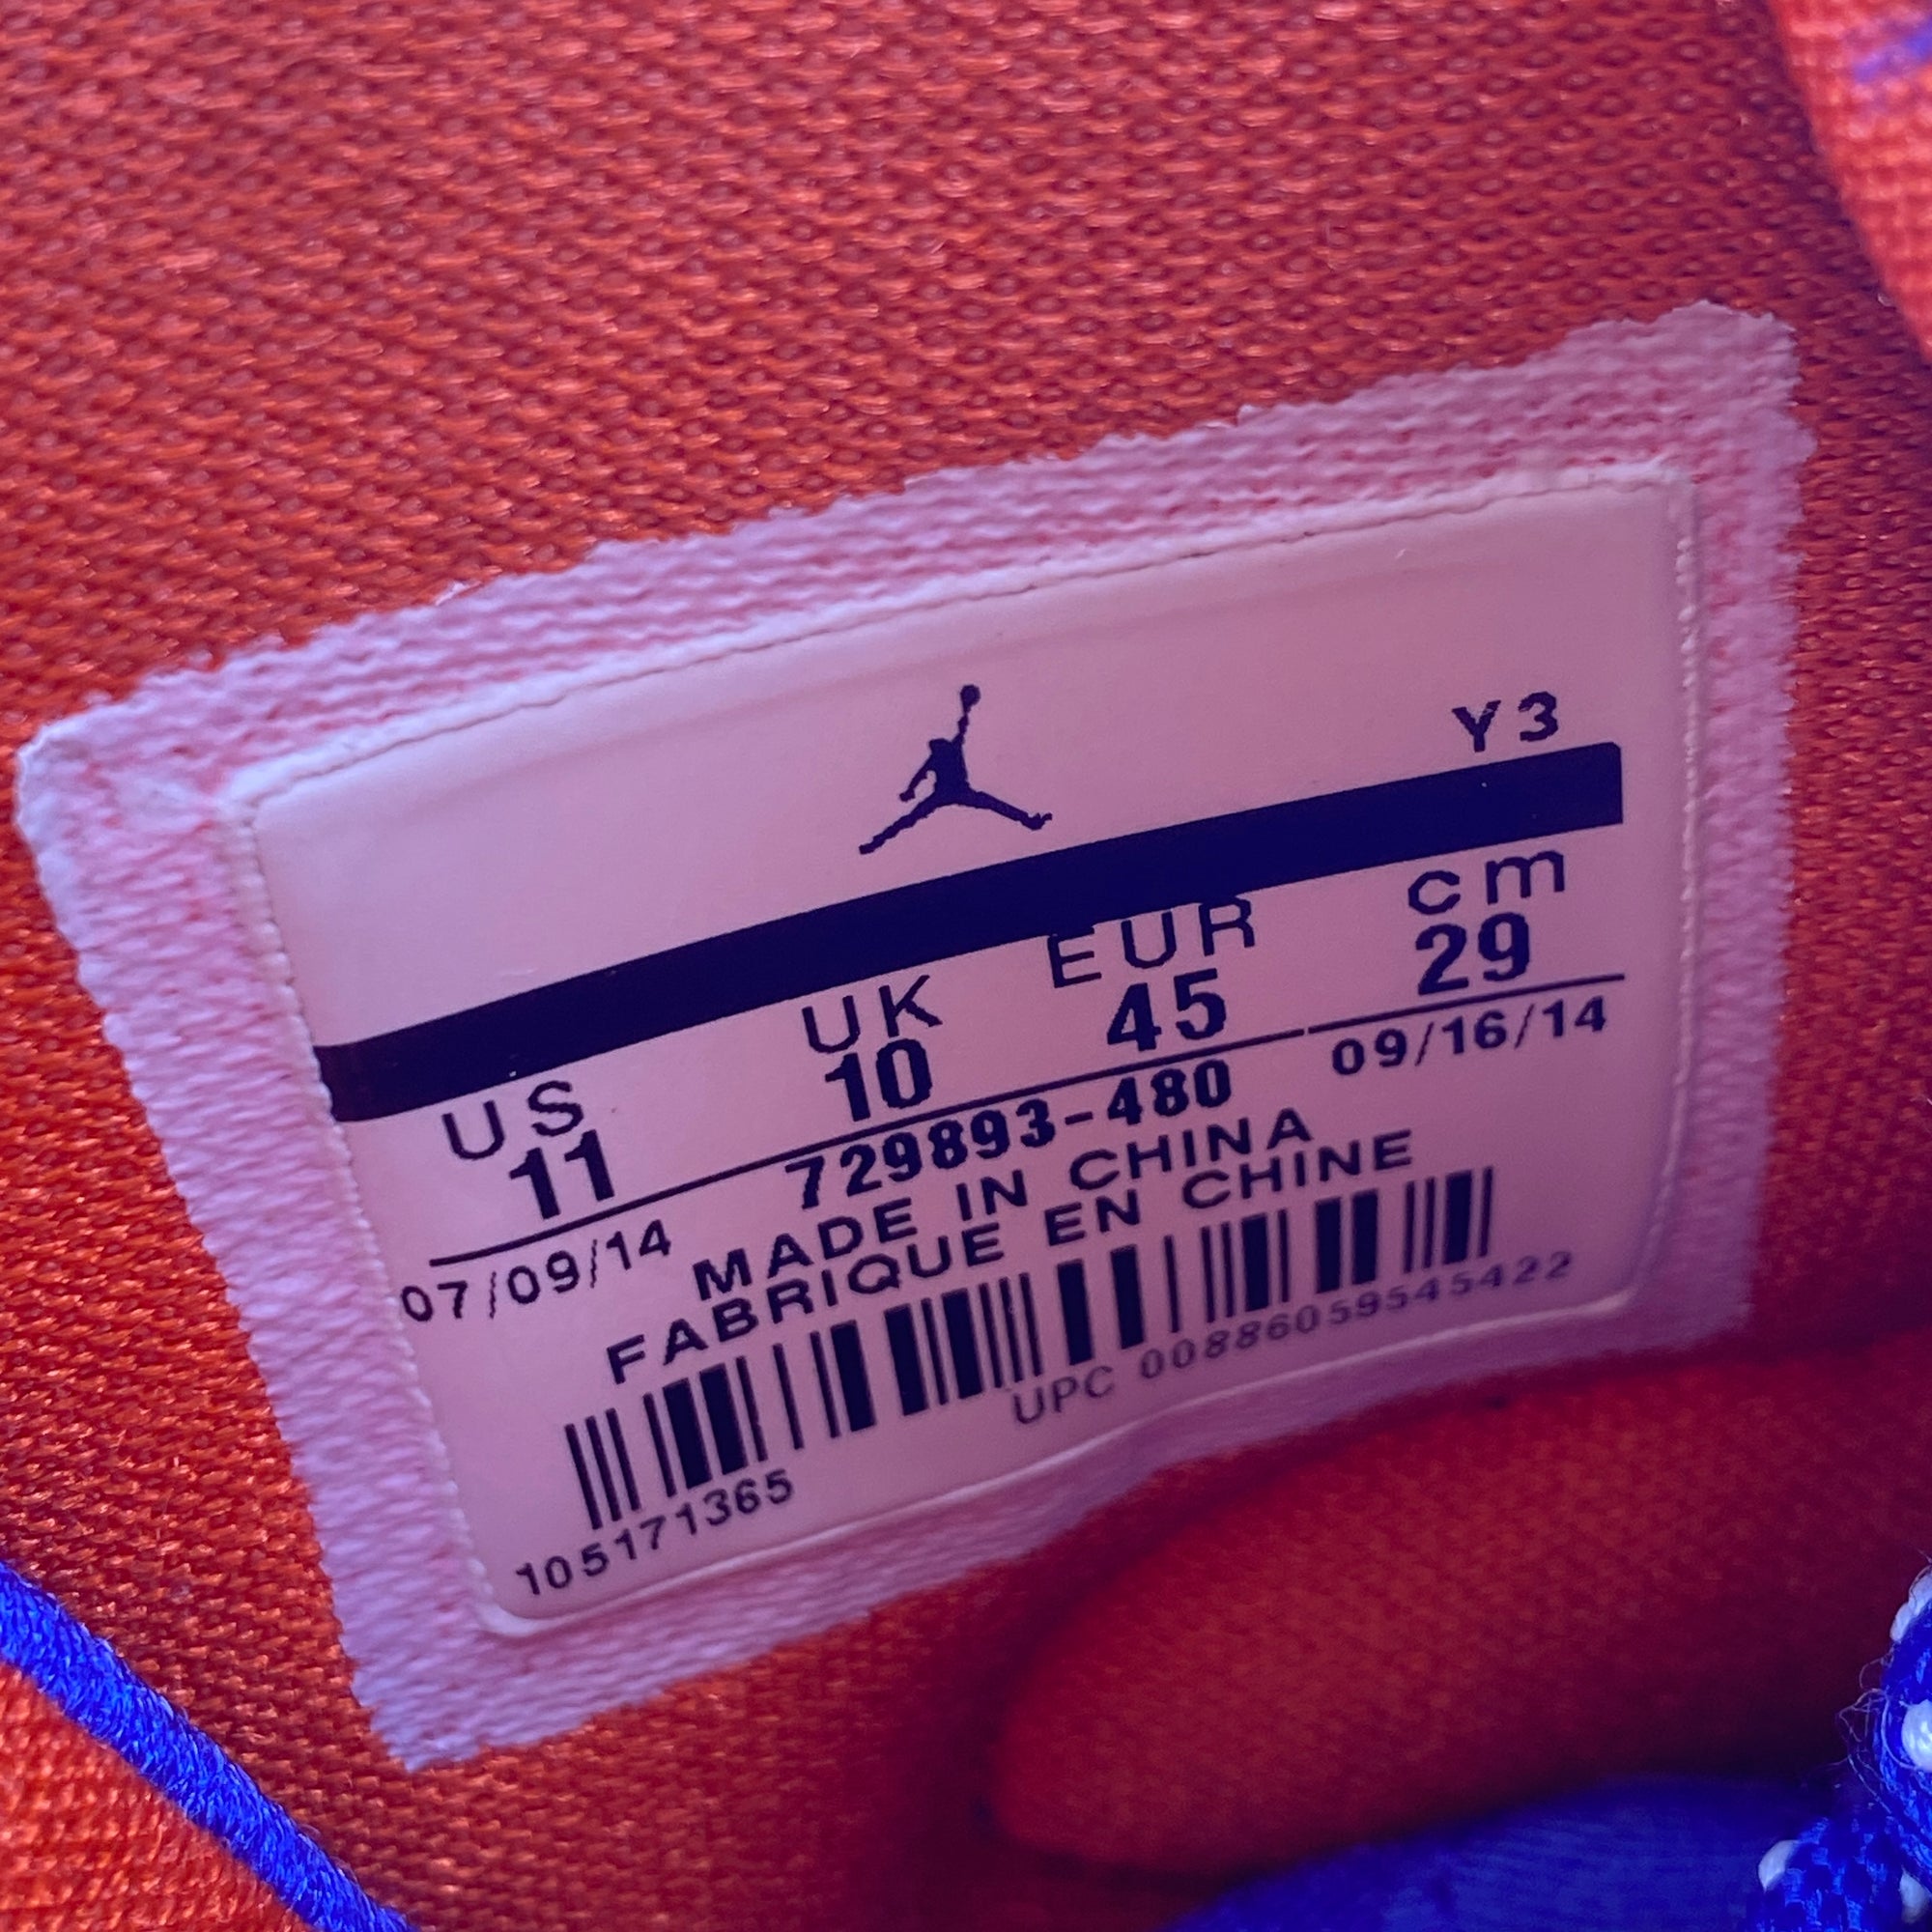 Y3
US UK EUR cm
11 10 45 29
07/09/14 729893-480 09/16/14
MADE IN CHINA
FABRIQUE EN CHINE
UPC 00886059545422
105171365